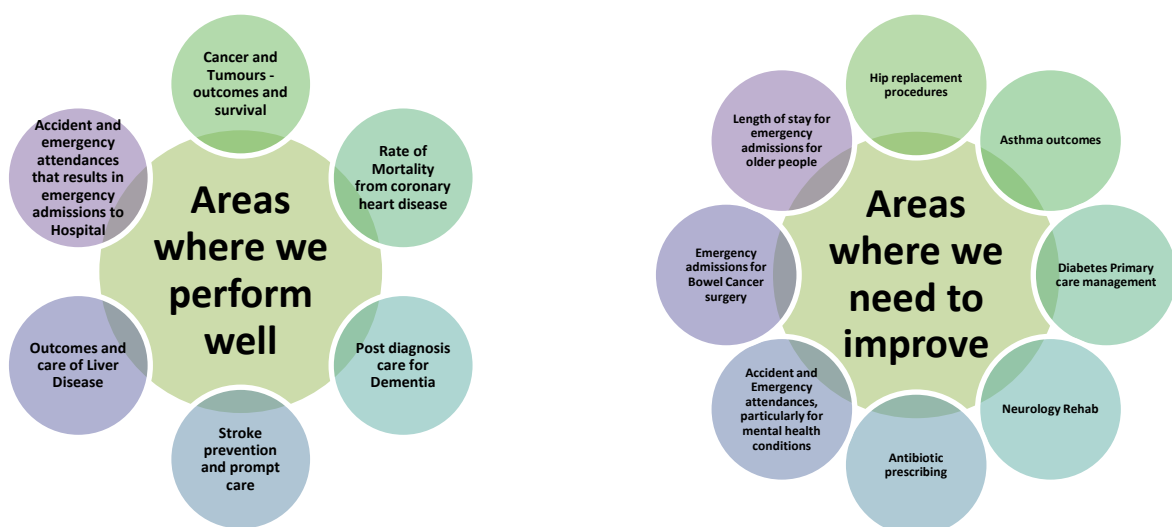 Areas
where we
perform
well
Cancer and
Tumours -
outcomes and
survival
Rate of
Mortality
from coronary
heart disease
Post diagnosis
care for
Dementia
Stroke
prevention
and prompt
care
Outcomes and
care of Liver
Disease
Accident and
emergency
attendances
that results in
emergency
admissions to
Hospital
Areas
where we
need to
improve
Hip replacement
procedures
Asthma outcomes
Diabetes Primary
care management
Neurology Rehab
Antibiotic
prescribing
Accident and
Emergency
attendances,
particularly for
mental health
conditions
Emergency
admissions for
Bowel Cancer
surgery
Length of stay for
emergency
admissions for
older people